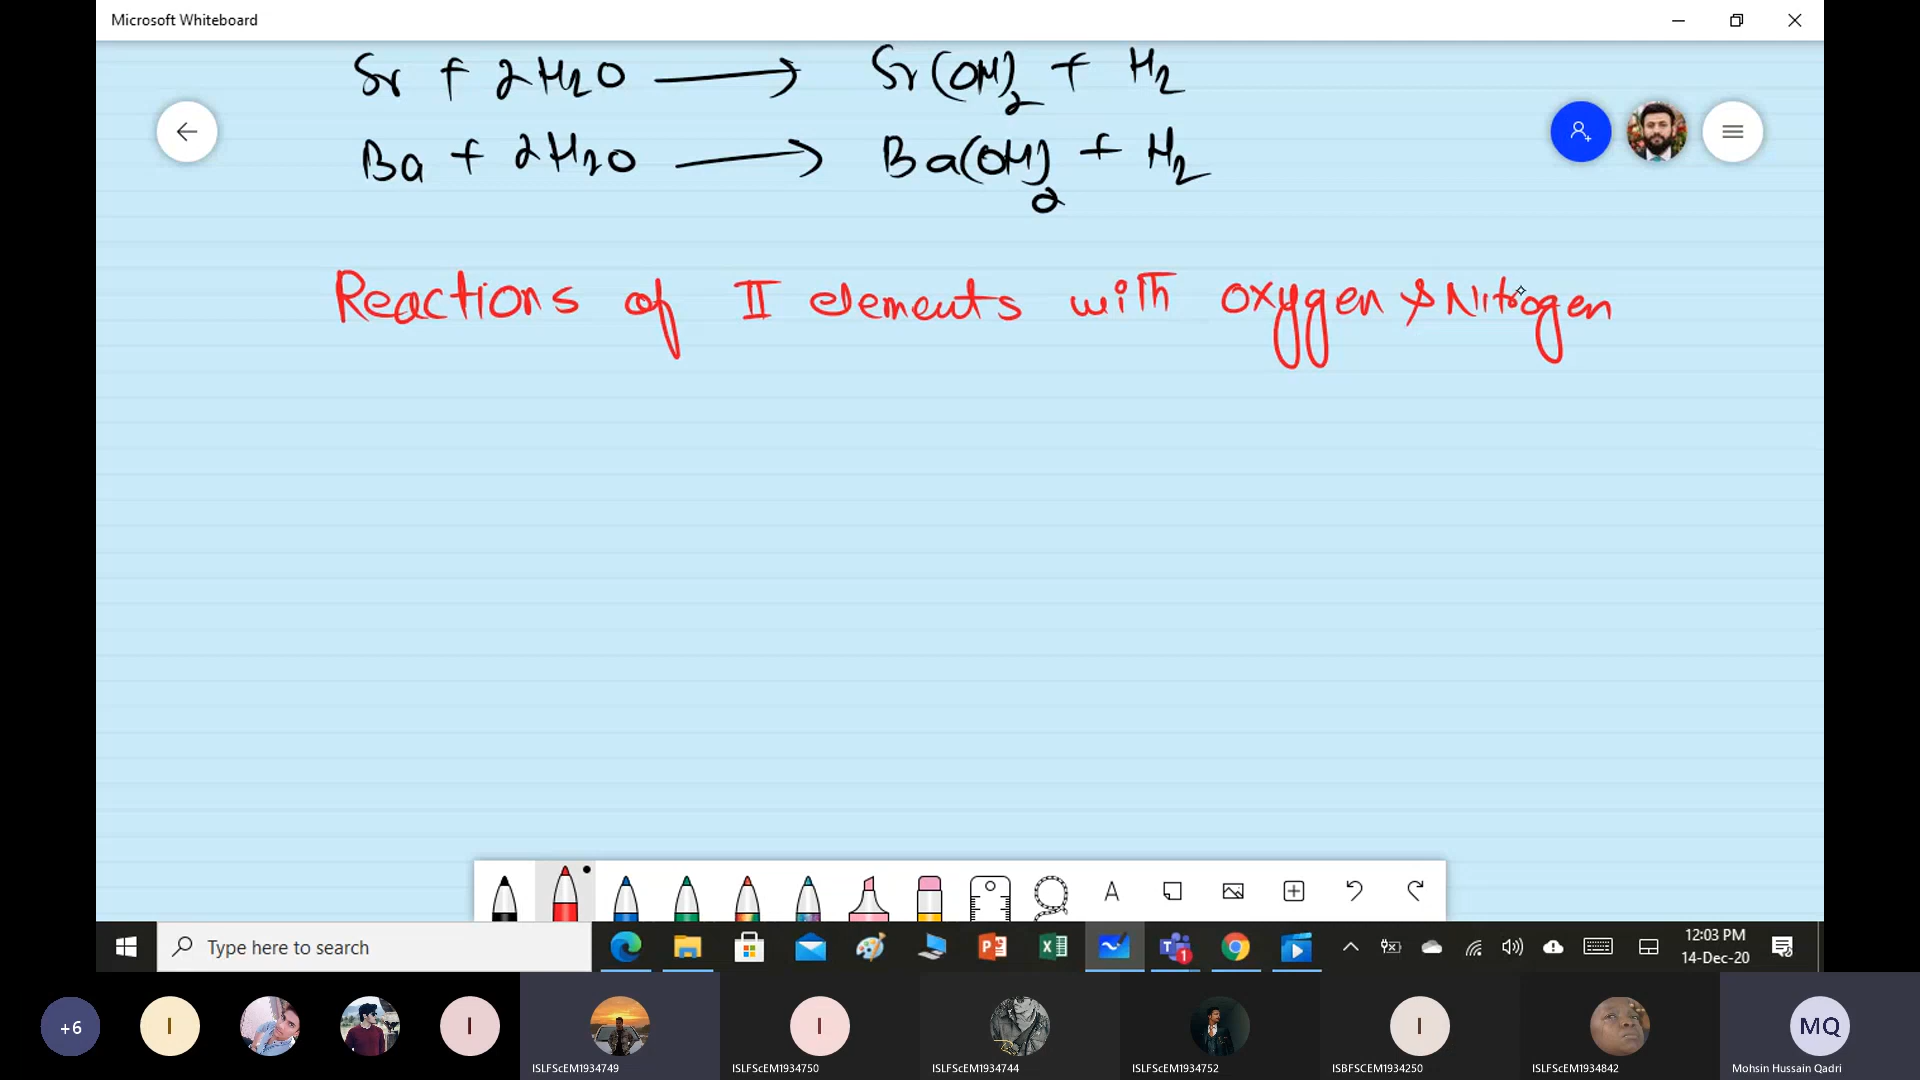 Microsoft Whiteboard
Sr + 2H2O ⟶ Sr(OH)2 + H2
Ba + 2H2O ⟶ Ba(OH)2 + H2
Reactions of II elements with oxygen & Nitrogen
A
Type here to search
1
12:03 PM
14-Dec-20
+6
I
I
I
I
MQ
ISLFScEM1934749
ISLFScEM1934750
ISLFScEM1934744
ISLFScEM1934752
ISBFSCEM1934250
ISLFScEM1934842
Mohsin Hussain Qadri